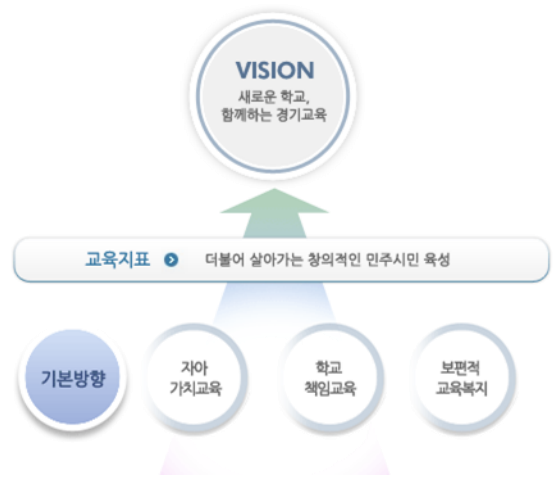 VISION
새로운 학교,
함께하는 경기교육
교육지표 더불어 살아가는 창의적인 민주시민 육성
기본방향
자아
가치교육
학교
책임교육
보편적
교육복지